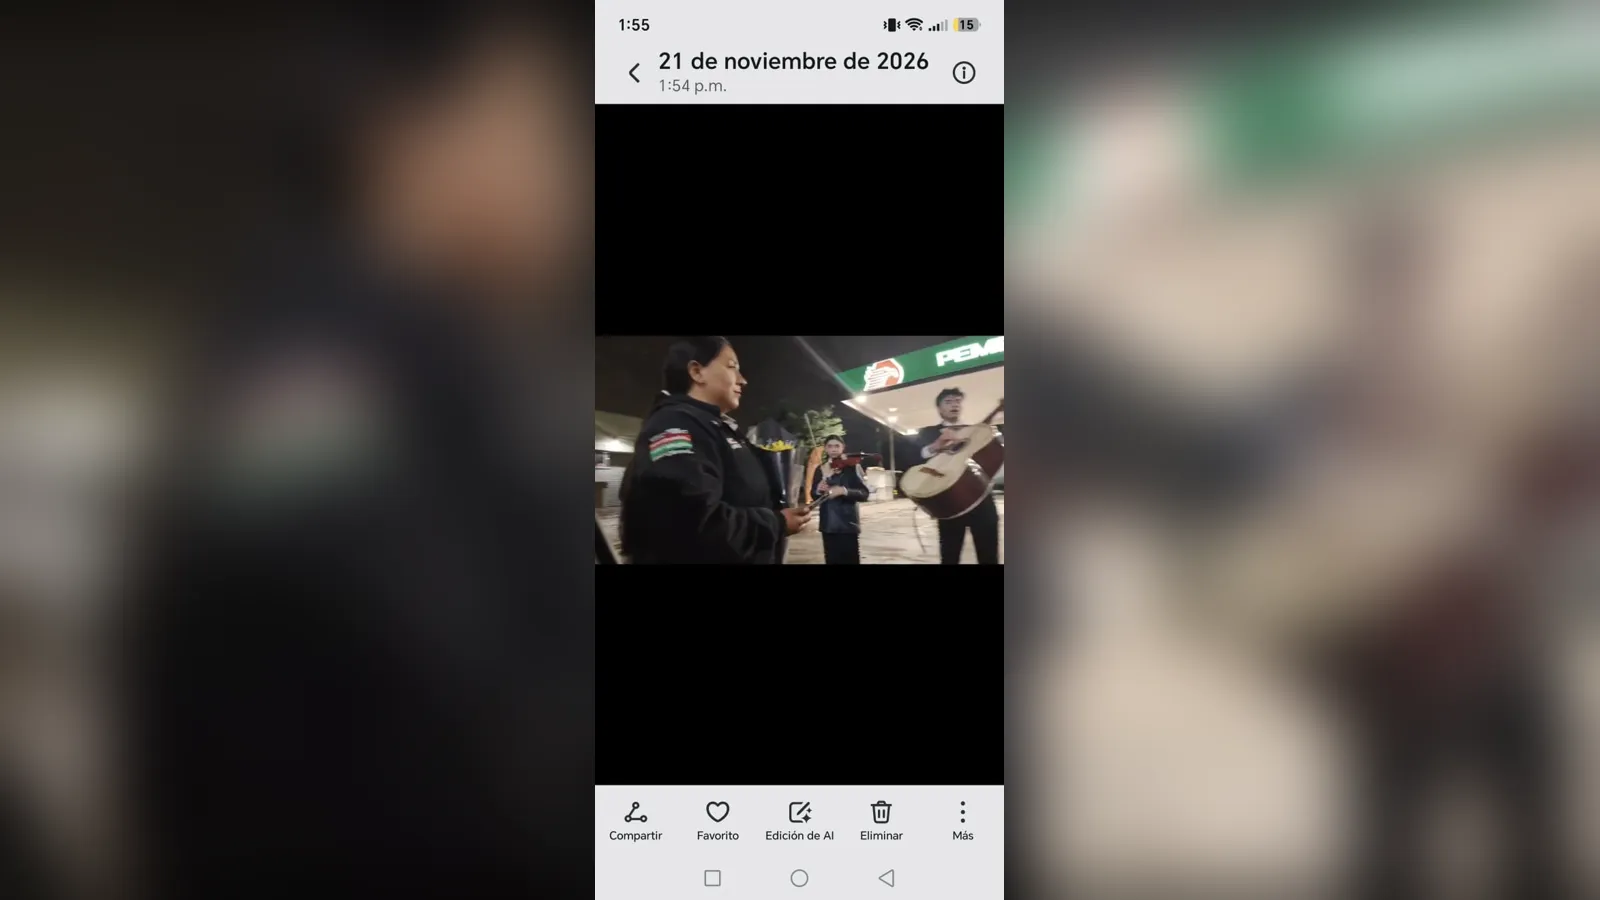 1:55
15
21 de noviembre de 2026
1:54 p.m.
PEM
Compartir
Favorito
Edición de AI
Eliminar
Más